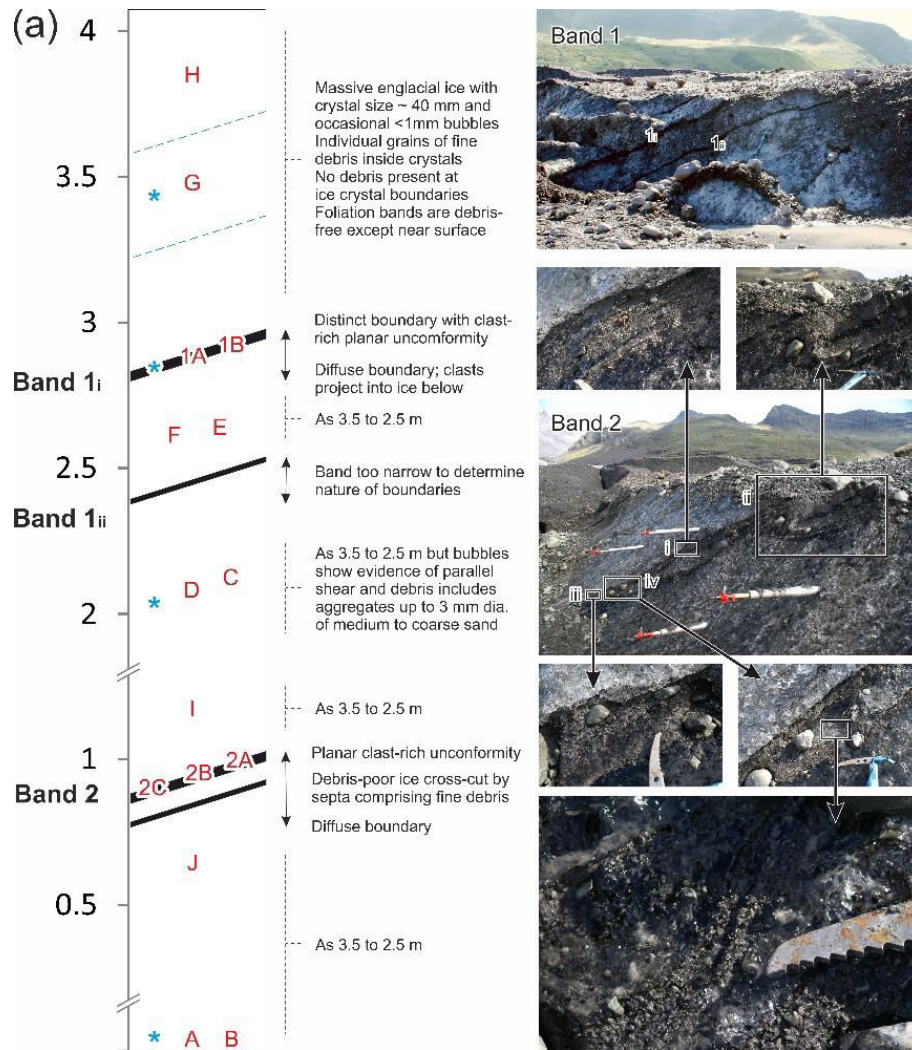 (a)
4
H
Massive englacial ice with
crystal size ~ 40 mm and
occasional <1mm bubbles
Individual grains of fine
debris inside crystals
No debris present at
ice crystal boundaries
Foliation bands are debris-
free except near surface
3.5
* G
3
Distinct boundary with clast-
rich planar uncomformity
* 1A 1B
Diffuse boundary; clasts
project into ice below
Band 1i
As 3.5 to 2.5 m
F E
2.5
Band too narrow to determine
nature of boundaries
Band 1ii
As 3.5 to 2.5 m but bubbles
show evidence of parallel
shear and debris includes
aggregates up to 3 mm dia.
of medium to coarse sand
* D C
2
I
As 3.5 to 2.5 m
1
Planar clast-rich unconformity
2C 2B 2A
Band 2
Debris-poor ice cross-cut by
septa comprising fine debris
Diffuse boundary
J
0.5
As 3.5 to 2.5 m
* A B
Band 1
1ii
Band 2
ii
i
iii
iv